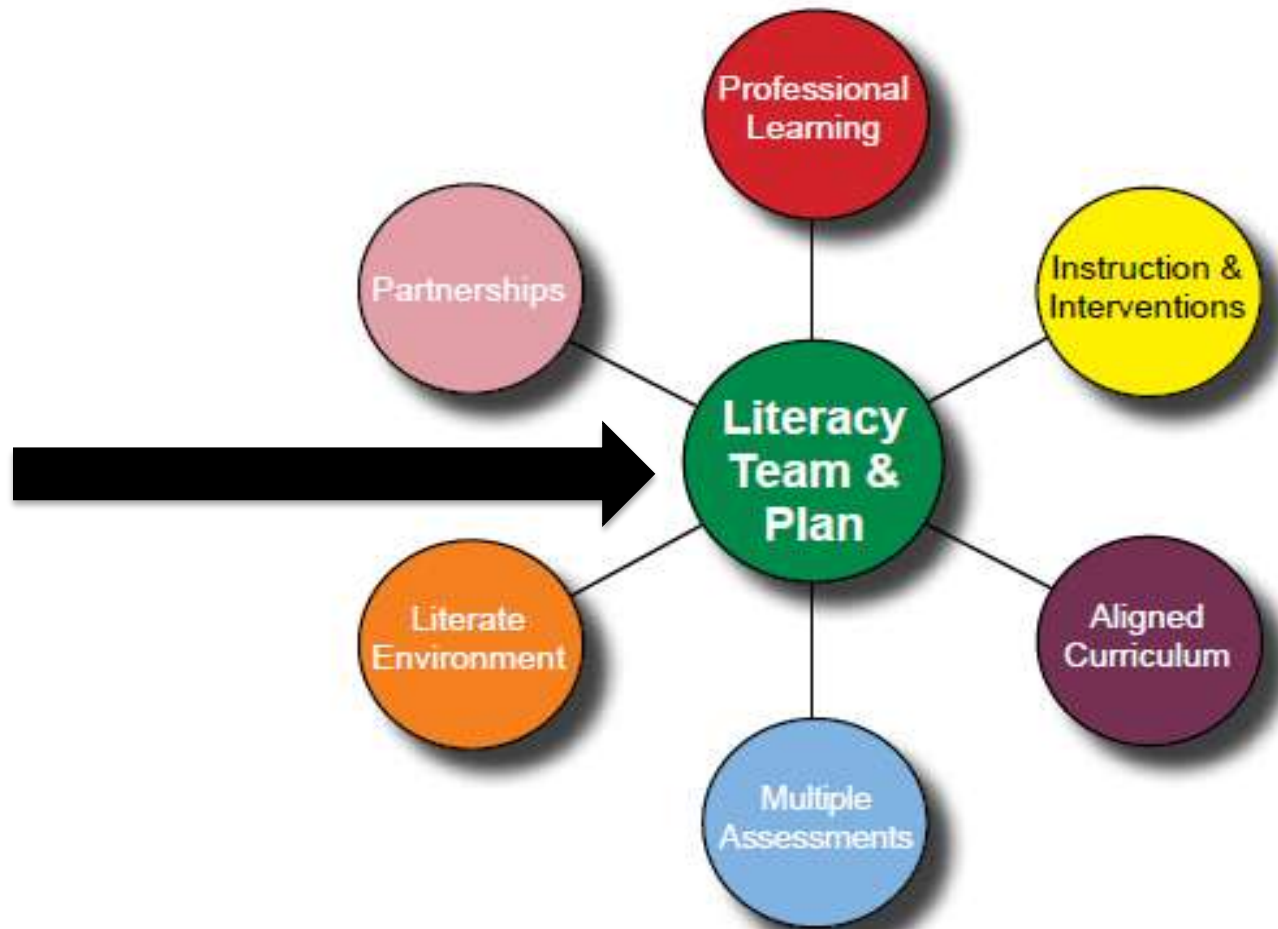 Professional
Learning
Partnerships
Instruction &
Interventions
Literacy
Team &
Plan
Literate
Environment
Aligned
Curriculum
Multiple
Assessments